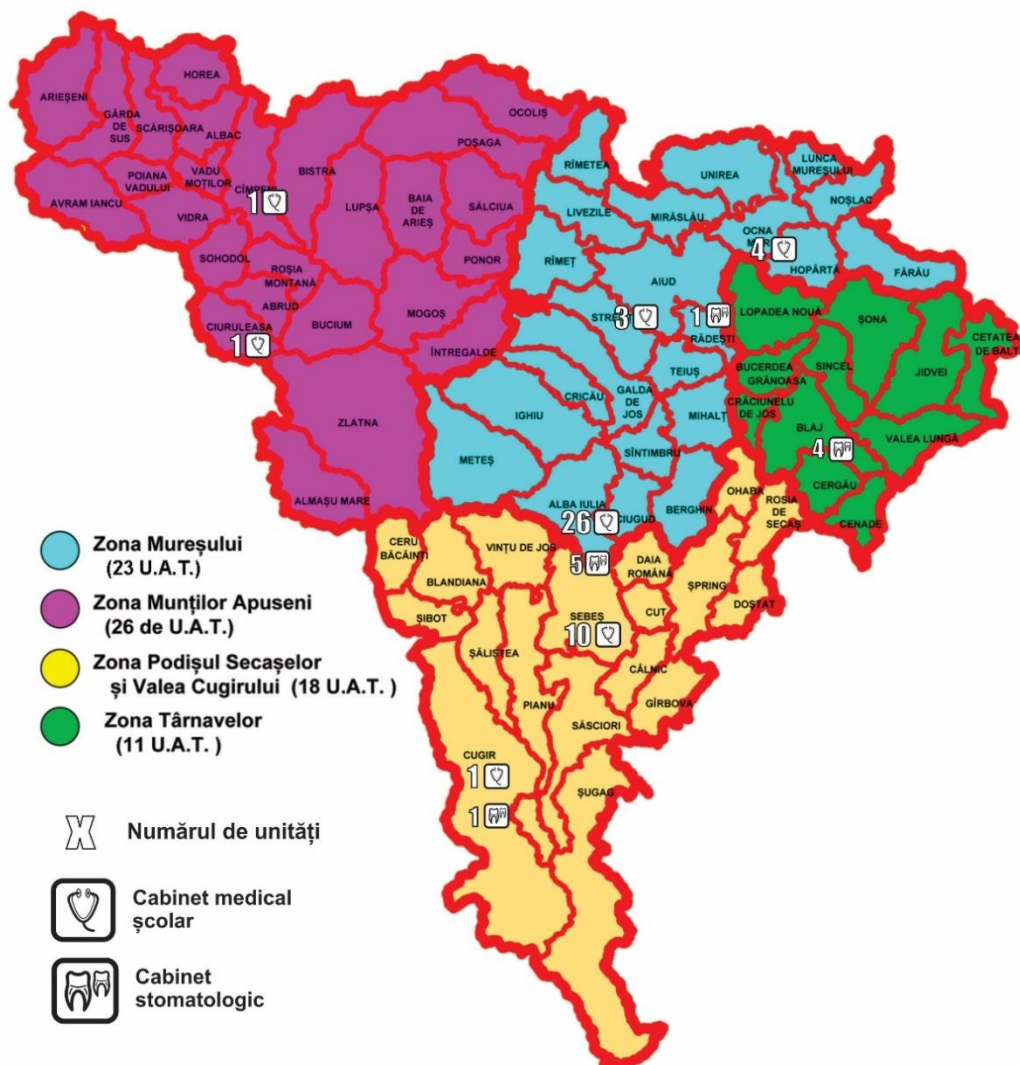 HOREA
ARIEȘENI
GÂRDA
DE
SUS
SCĂRIȘOARA
ALBAC
OCOLIȘ
POȘAGA
RÎMETEA
UNIREA
LUNCA
MUREȘULUI
NOȘLAC
POIANA
VADULUI
VADU
MOȚILOR
BISTRA
AVRAM IANCU
VIDRA
1
LUPȘA
BAIA
DE
ARIEȘ
SĂLCIUA
LIVEZILE
MIRĂSLĂU
OCNA
4
HOPÂRTĂ
FĂRĂU
SOHODOL
ROȘIA
MONTANĂ
PONOR
RÎMEȚ
AIUD
ABRUD
CIURULEASA
1
BUCIUM
MOGOȘ
ÎNTREGALDE
3
1
RĂDEȘTI
LOPADEA NOUĂ
ȘONA
CETATEA
DE BALTĂ
TEIUȘ
BUCERDEA
GRÂNOASA
SINCEL
JIDVEI
CRĂCIUNELU
DE JOS
ZLATNA
IGHIU
CRICĂU
GALDA
DE
JOS
MIHALȚ
BLAJ
4
VALEA LUNGĂ
METEȘ
SÎNTIMBRU
CERGĂU
ALMAȘU MARE
ALBA IULIA
26
CIUGUD
BERGHIN
OHABA
ROSIA
DE
SECAȘ
CENADE
CERU
BĂCAINȚI
VINȚU DE JOS
5
DAIA
ROMÂNĂ
BLANDIANA
ȘPRING
ȘIBOT
SEBEȘ
10
CUT
DOȘTAT
SĂLIȘTEA
CÂLNIC
PIANU
GÎRBOVA
SĂSCIORI
CUGIR
1
1
ȘUGAG
Zona Mureșului
(23 U.A.T.)
Zona Munților Apuseni
(26 de U.A.T.)
Zona Podișul Secașelor
și Valea Cugirului (18 U.A.T. )
Zona Târnavelor
(11 U.A.T. )
X Numărul de unități
Cabinet medical
școlar
Cabinet
stomatologic